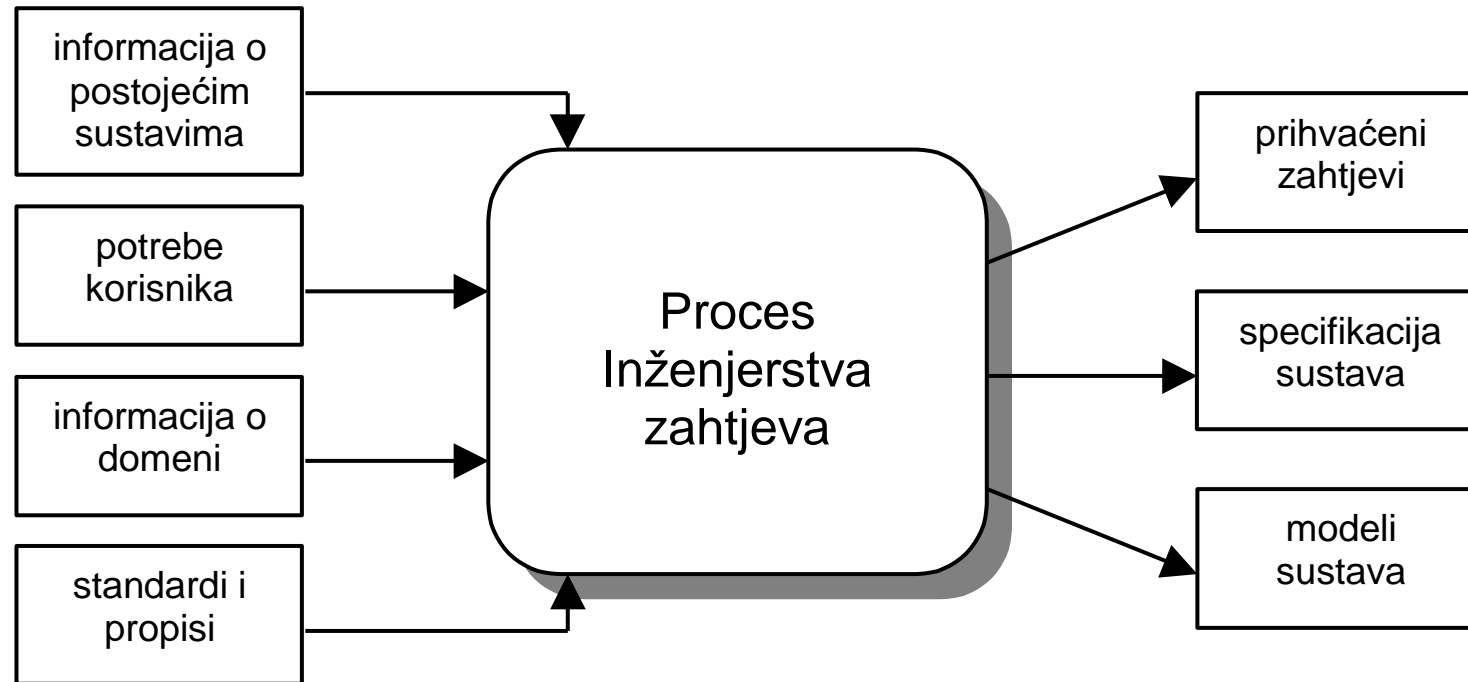 informacija o
postojećim
sustavima
potrebe
korisnika
informacija o
domeni
standardi i
propisi
Proces
Inženjerstva
zahtjeva
prihvaćeni
zahtjevi
specifikacija
sustava
modeli
sustava